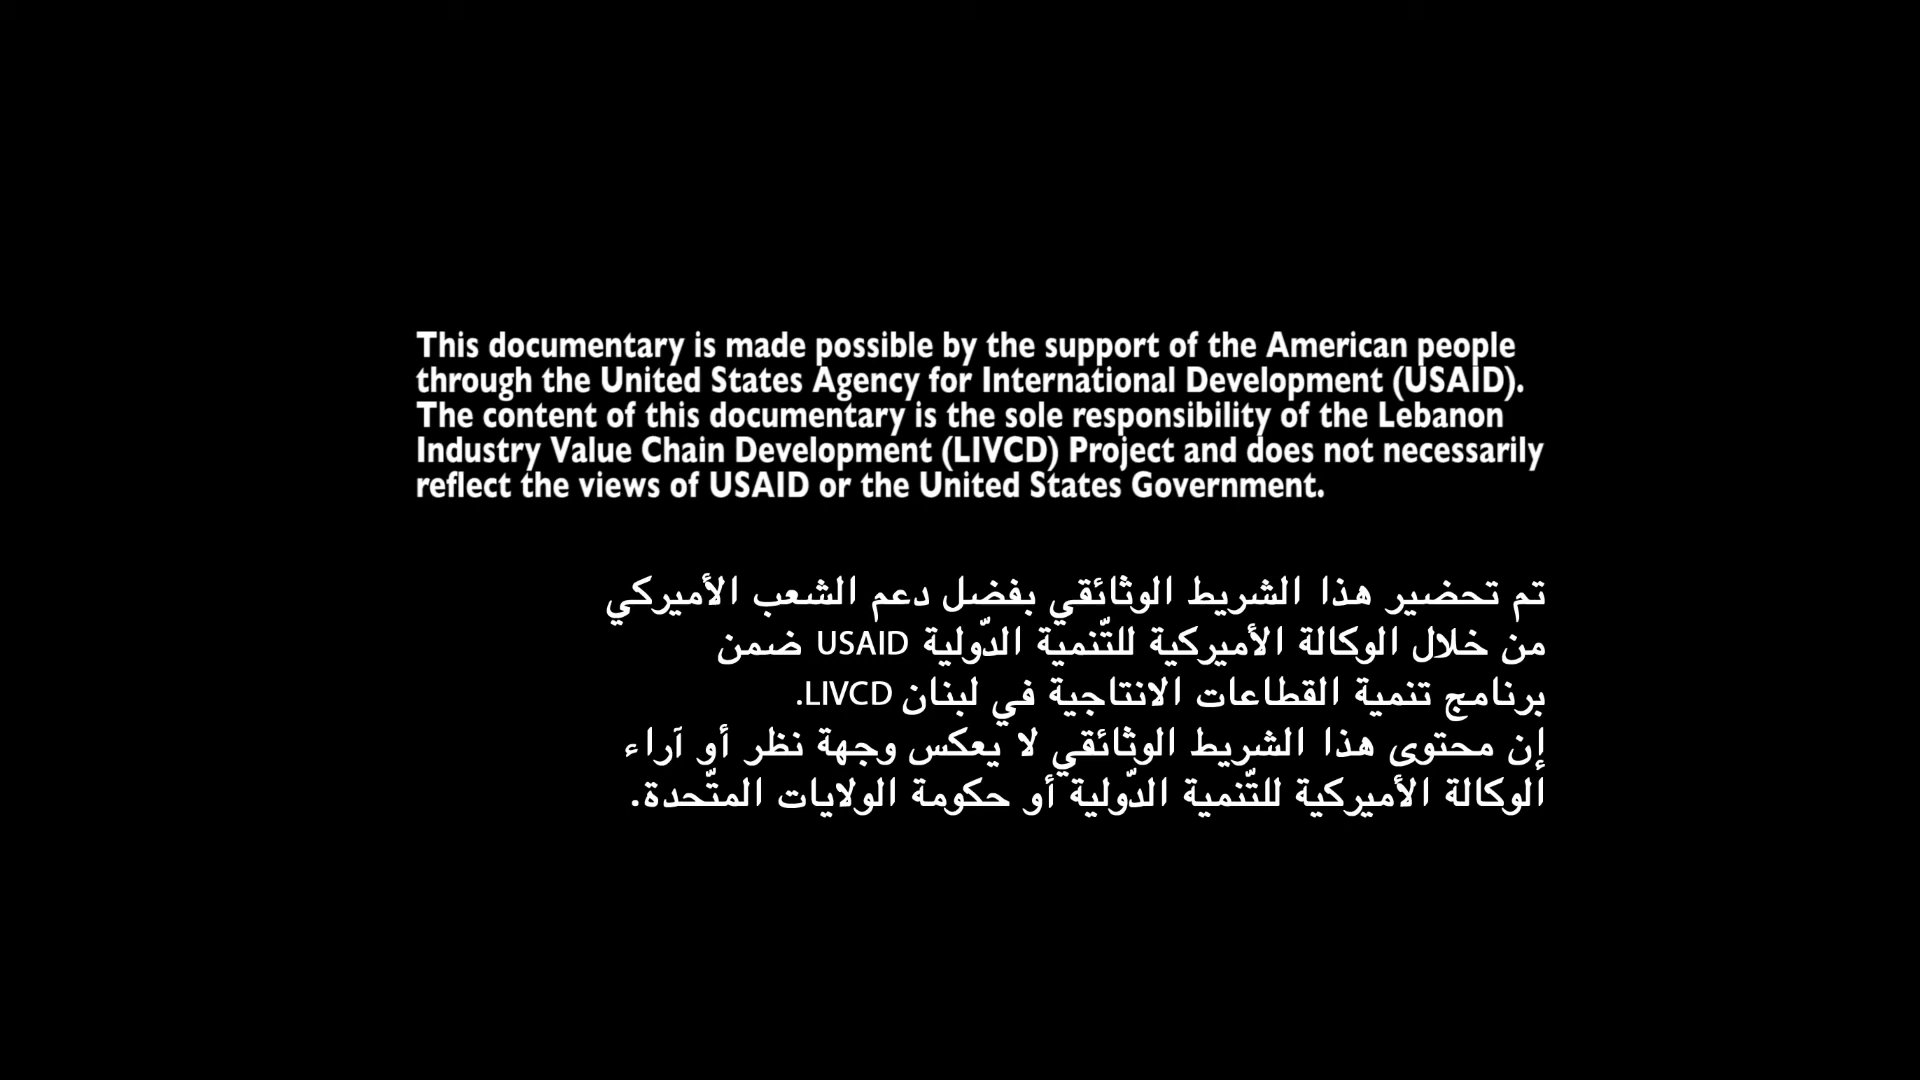 This documentary is made possible by the support of the American people
through the United States Agency for International Development (USAID).
The content of this documentary is the sole responsibility of the Lebanon
Industry Value Chain Development (LIVCD) Project and does not necessarily
reflect the views of USAID or the United States Government.
تم تحضير هذا الشريط الوثائقي بفضل دعم الشعب الأميركي
من خلال الوكالة الأميركية للتّنمية الدّولية USAID ضمن
برنامج تنمية القطاعات الانتاجية في لبنان LIVCD.
إن محتوى هذا الشريط الوثائقي لا يعكس وجهة نظر أو آراء
الوكالة الأميركية للتّنمية الدّولية أو حكومة الولايات المتّحدة.